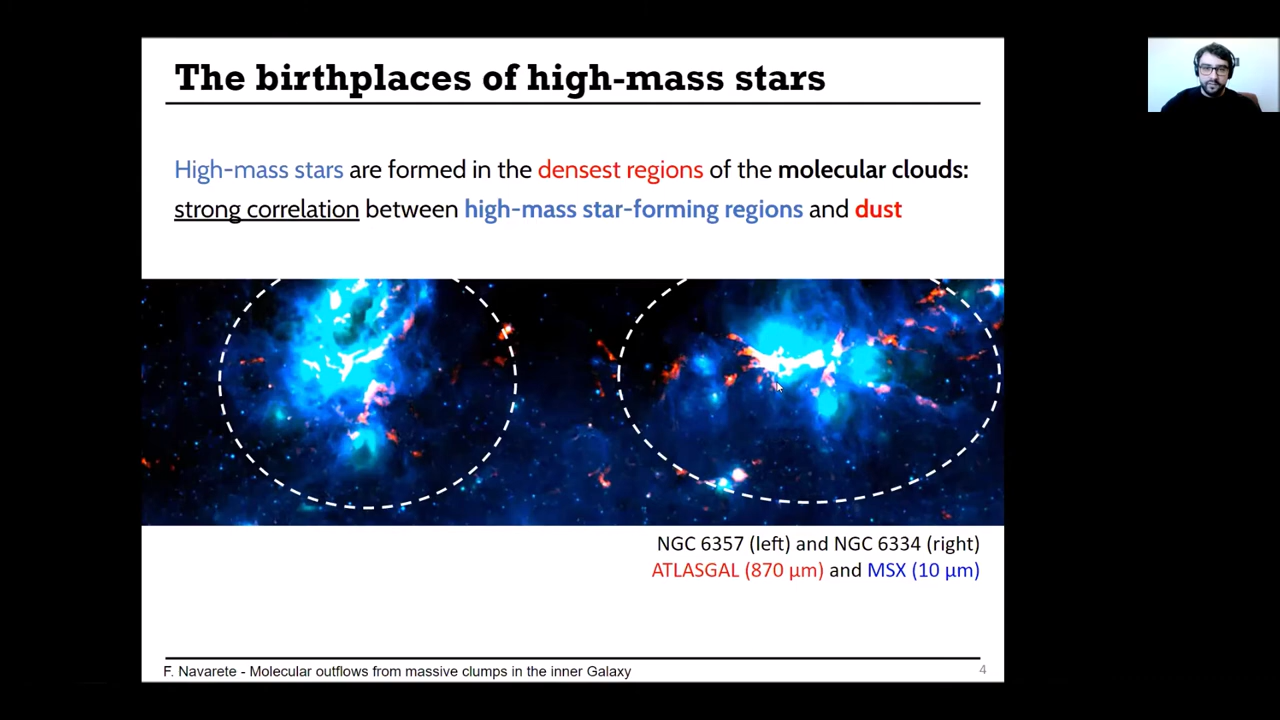 The birthplaces of high-mass stars
High-mass stars are formed in the densest regions of the molecular clouds:
strong correlation between high-mass star-forming regions and dust
NGC 6357 (left) and NGC 6334 (right)
ATLASGAL (870 µm) and MSX (10 µm)
F. Navarete - Molecular outflows from massive clumps in the inner Galaxy
4